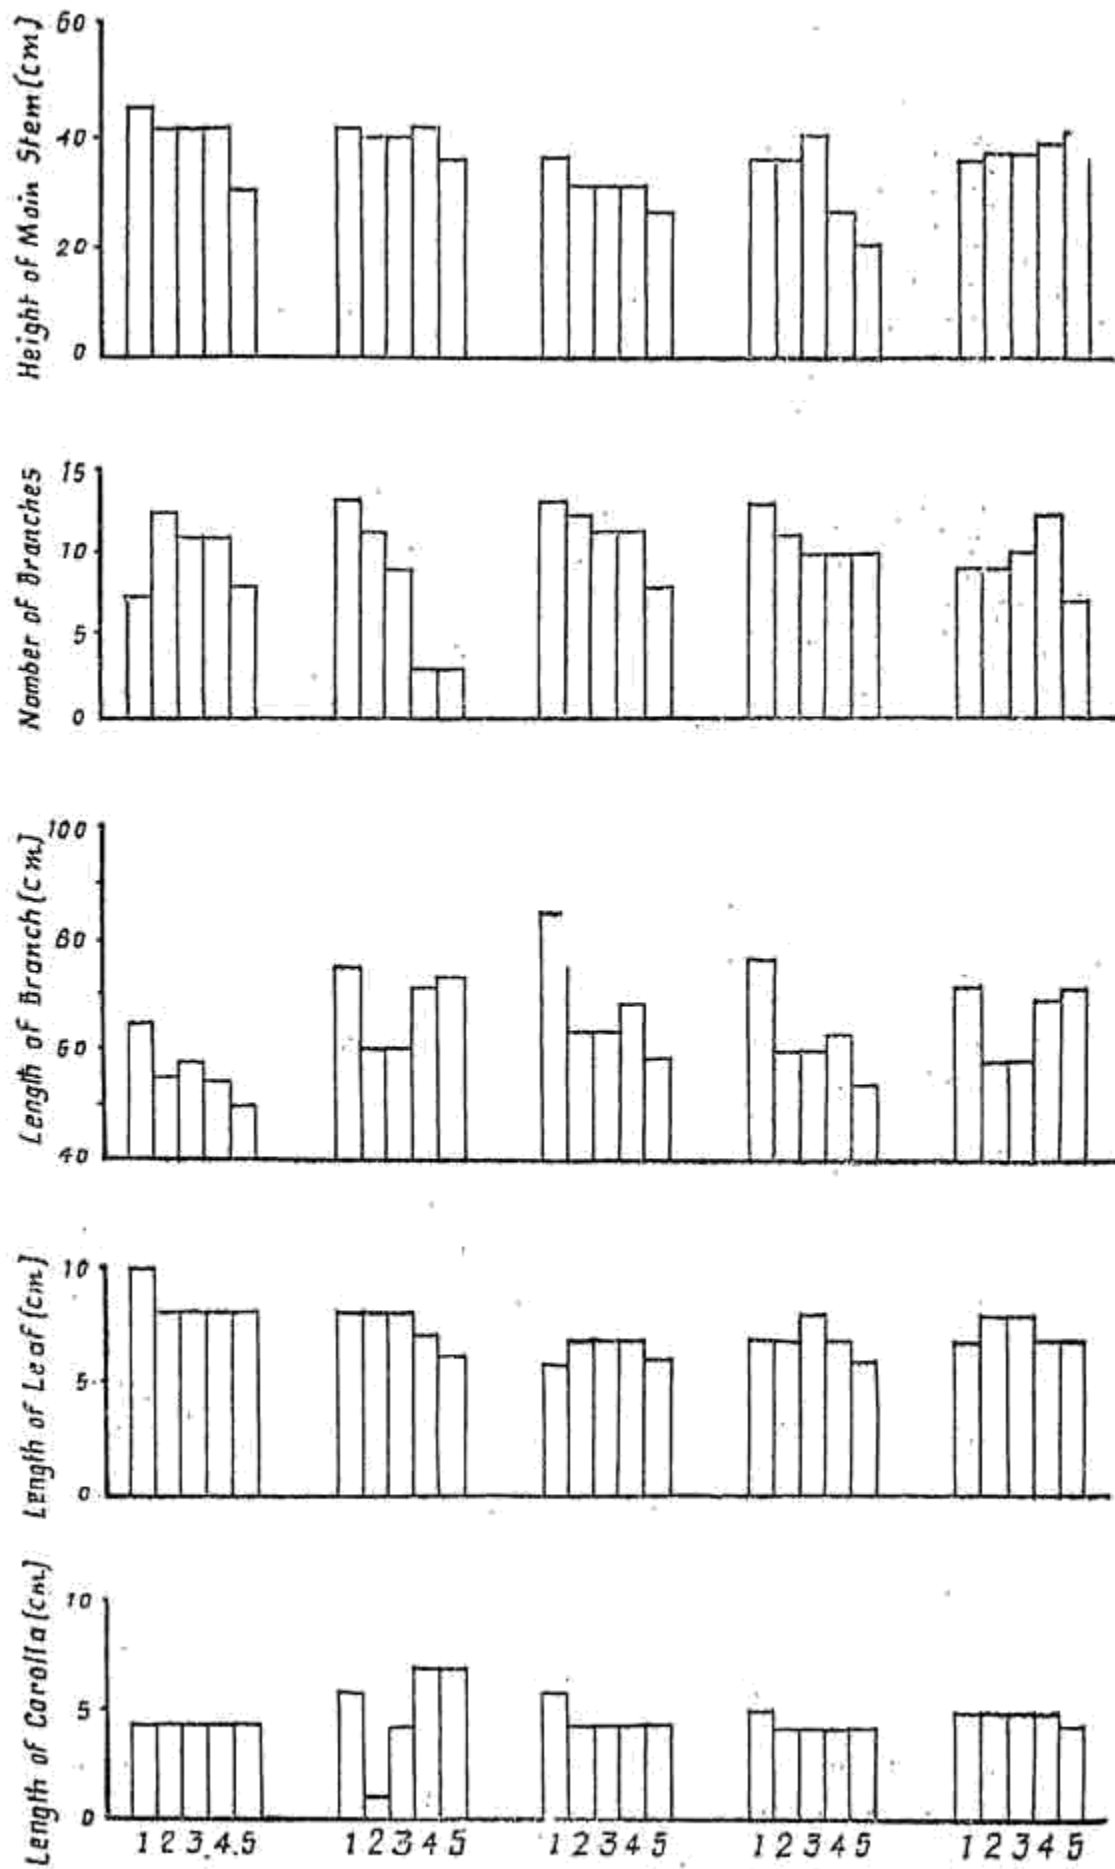 Height of Main Stem (cm)
60
40
20
0
Number of Branches
15
10
5
0
Length of Branch (cm)
100
80
60
40
Length of Leaf (cm)
10
5
0
Length of Carolla (cm)
10
5
0
1 2 3 4 5
1 2 3 4 5
1 2 3 4 5
1 2 3 4 5
1 2 3 4 5